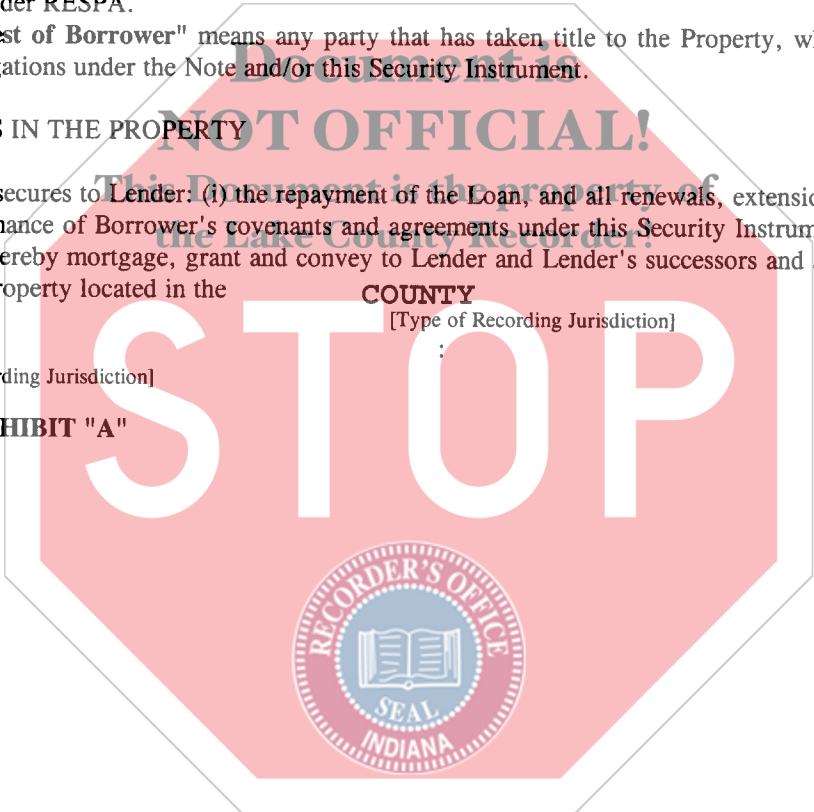 der RESPA.
est of Borrower" means any party that has taken title to the Property, wh
Document is
gations under the Note and/or this Security Instrument.
S IN THE PROPERTY
NOT OFFICIAL!
This Document is the property of
secures to Lender: (i) the repayment of the Loan, and all renewals, extensio
nance of Borrower's covenants and agreements under this Security Instrum
the Lake County Recorder!
ereby mortgage, grant and convey to Lender and Lender's successors and
roperty located in the COUNTY
[Type of Recording Jurisdiction]
:
ding Jurisdiction]
HIBIT "A"
STOP
RECORDER'S OFFICE
SEAL
INDIANA